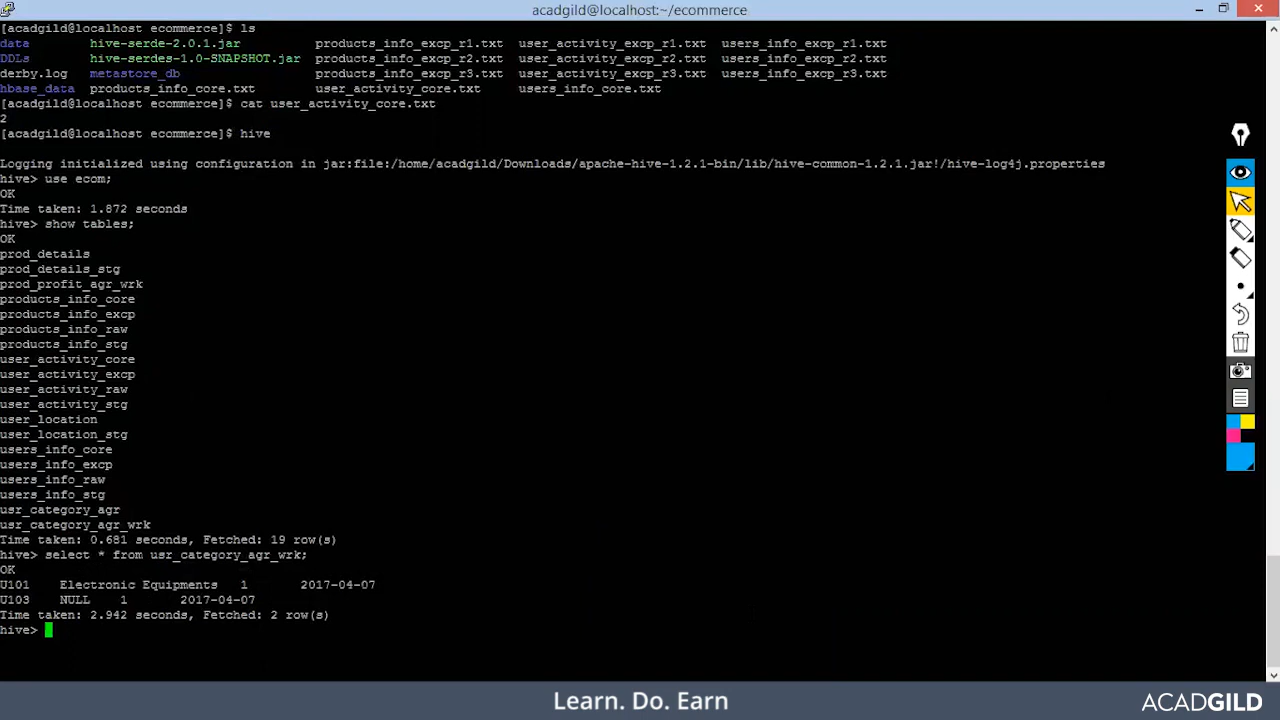 acadgild@localhost:~/ecommerce
[acadgild@localhost ecommerce]$ ls
data          hive-serde-2.0.1.jar          products_info_excp_r1.txt  user_activity_excp_r1.txt  users_info_excp_r1.txt
DDLs          hive-serdes-1.0-SNAPSHOT.jar  products_info_excp_r2.txt  user_activity_excp_r2.txt  users_info_excp_r2.txt
derby.log     metastore_db                  products_info_excp_r3.txt  user_activity_excp_r3.txt  users_info_excp_r3.txt
hbase_data    products_info_core.txt        user_activity_core.txt     users_info_core.txt
[acadgild@localhost ecommerce]$ cat user_activity_core.txt
2
[acadgild@localhost ecommerce]$ hive
Logging initialized using configuration in jar:file:/home/acadgild/Downloads/apache-hive-1.2.1-bin/lib/hive-common-1.2.1.jar!/hive-log4j.properties
hive> use ecom;
OK
Time taken: 1.872 seconds
hive> show tables;
OK
prod_details
prod_details_stg
prod_profit_agr_wrk
products_info_core
products_info_excp
products_info_raw
products_info_stg
user_activity_core
user_activity_excp
user_activity_raw
user_activity_stg
user_location
user_location_stg
users_info_core
users_info_excp
users_info_raw
users_info_stg
usr_category_agr
usr_category_agr_wrk
Time taken: 0.681 seconds, Fetched: 19 row(s)
hive> select * from usr_category_agr_wrk;
OK
U101    Electronic Equipments   1       2017-04-07
U103    NULL    1       2017-04-07
Time taken: 2.942 seconds, Fetched: 2 row(s)
hive>
Learn. Do. Earn
ACADGILD